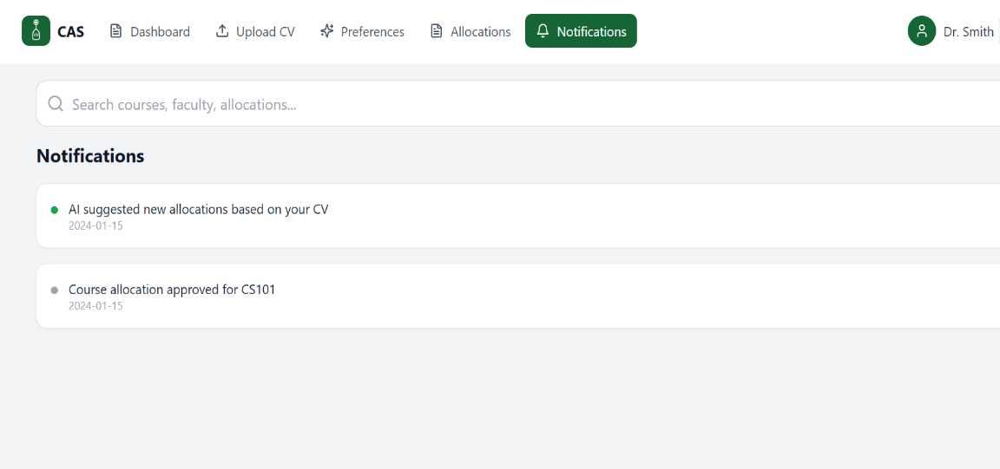 CAS Dashboard Upload CV Preferences Allocations Notifications Dr. Smith
Search courses, faculty, allocations...
Notifications
AI suggested new allocations based on your CV
2024-01-15
Course allocation approved for CS101
2024-01-15